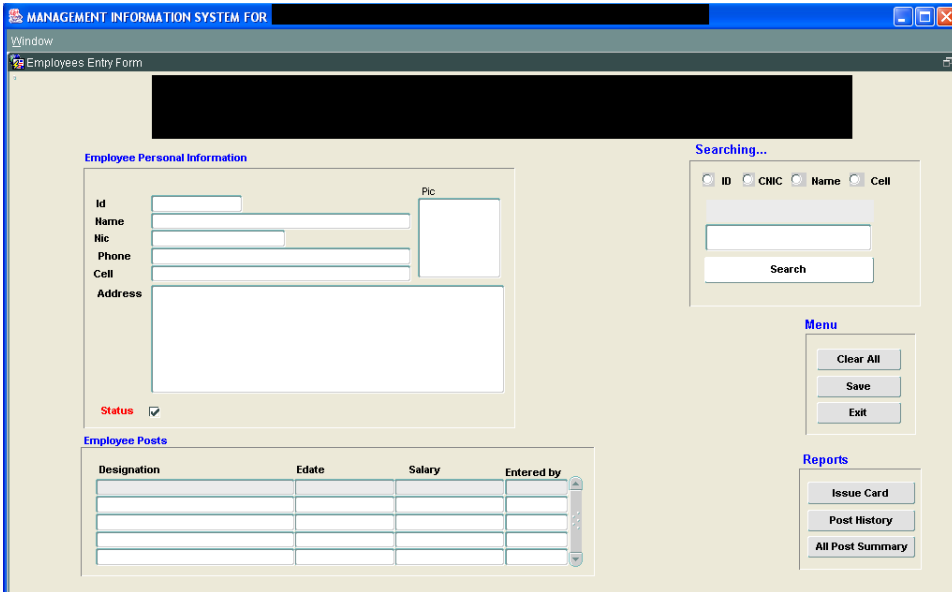 MANAGEMENT INFORMATION SYSTEM FOR
Window
Employees Entry Form
Employee Personal Information
Id
Name
Nic
Phone
Cell
Address
Pic
Status
Employee Posts
Designation Edate Salary Entered by
Searching...
ID CNIC Name Cell
Search
Menu
Clear All
Save
Exit
Reports
Issue Card
Post History
All Post Summary